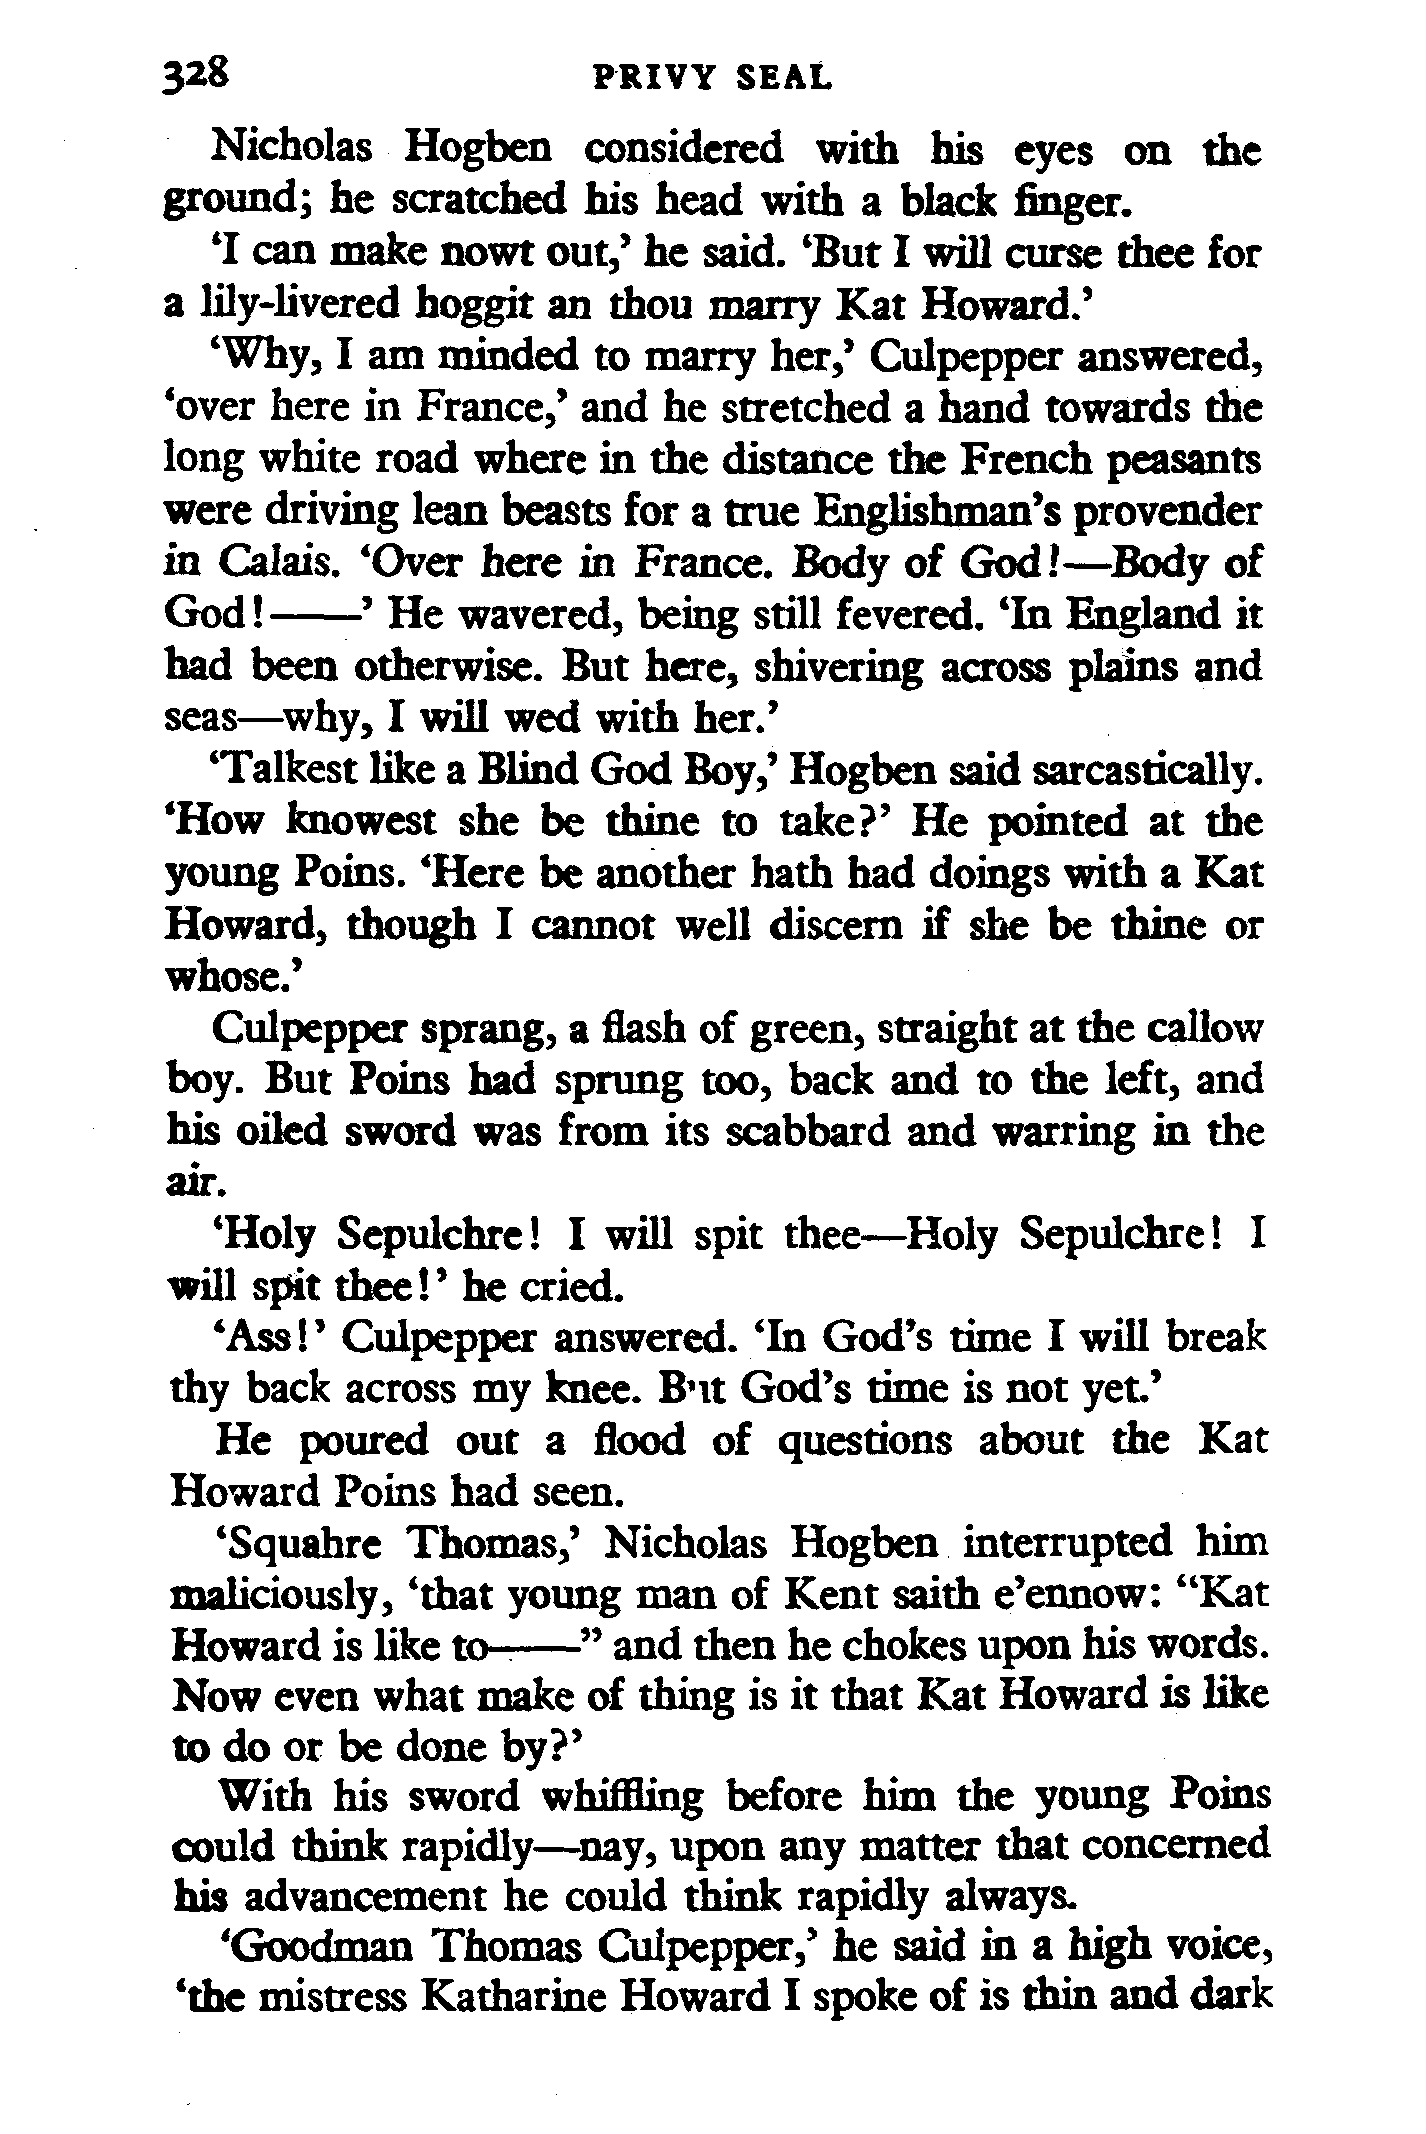 328 PRIVY SEAL
Nicholas Hogben considered with his eyes on the
ground; he scratched his head with a black finger.
‘I can make nowt out,’ he said. ‘But I will curse thee for
a lily-livered hoggit an thou marry Kat Howard.’
‘Why, I am minded to marry her,’ Culpepper answered,
‘over here in France,’ and he stretched a hand towards the
long white road where in the distance the French peasants
were driving lean beasts for a true Englishman’s provender
in Calais. ‘Over here in France. Body of God!—Body of
God!——’ He wavered, being still fevered. ‘In England it
had been otherwise. But here, shivering across plains and
seas—why, I will wed with her.’
‘Talkest like a Blind God Boy,’ Hogben said sarcastically.
‘How knowest she be thine to take?’ He pointed at the
young Poins. ‘Here be another hath had doings with a Kat
Howard, though I cannot well discern if she be thine or
whose.’
Culpepper sprang, a flash of green, straight at the callow
boy. But Poins had sprung too, back and to the left, and
his oiled sword was from its scabbard and warring in the
air.
‘Holy Sepulchre! I will spit thee—Holy Sepulchre! I
will spit thee!’ he cried.
‘Ass!’ Culpepper answered. ‘In God’s time I will break
thy back across my knee. But God’s time is not yet.’
He poured out a flood of questions about the Kat
Howard Poins had seen.
‘Squahre Thomas,’ Nicholas Hogben interrupted him
maliciously, ‘that young man of Kent saith e’ennow: “Kat
Howard is like to——” and then he chokes upon his words.
Now even what make of thing is it that Kat Howard is like
to do or be done by?’
With his sword whiffling before him the young Poins
could think rapidly—nay, upon any matter that concerned
his advancement he could think rapidly always.
‘Goodman Thomas Culpepper,’ he said in a high voice,
‘the mistress Katharine Howard I spoke of is thin and dark